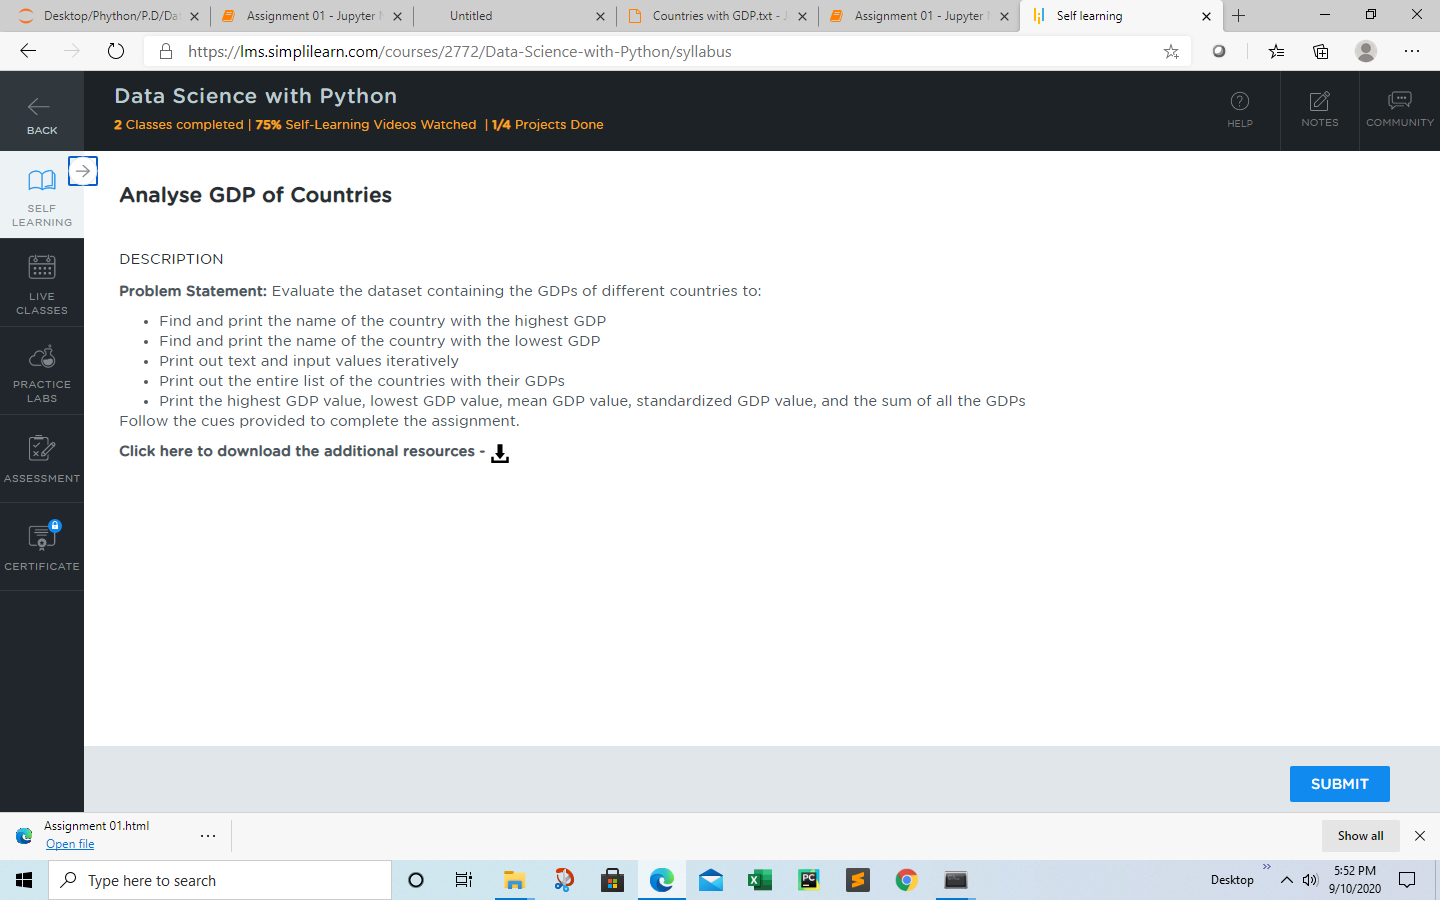 Desktop/Phython/P.D/Da
Assignment 01 - Jupyter
Untitled
Countries with GDP.txt - J
Assignment 01 - Jupyter
Self learning
https://lms.simplilearn.com/courses/2772/Data-Science-with-Python/syllabus
BACK
Data Science with Python
2 Classes completed | 75% Self-Learning Videos Watched | 1/4 Projects Done
HELP
NOTES
COMMUNITY
SELF
LEARNING
LIVE
CLASSES
PRACTICE
LABS
ASSESSMENT
CERTIFICATE
Analyse GDP of Countries
DESCRIPTION
Problem Statement: Evaluate the dataset containing the GDPs of different countries to:
• Find and print the name of the country with the highest GDP
• Find and print the name of the country with the lowest GDP
• Print out text and input values iteratively
• Print out the entire list of the countries with their GDPs
• Print the highest GDP value, lowest GDP value, mean GDP value, standardized GDP value, and the sum of all the GDPs
Follow the cues provided to complete the assignment.
Click here to download the additional resources -
SUBMIT
Assignment 01.html
Open file
Show all
Type here to search
Desktop
5:52 PM
9/10/2020